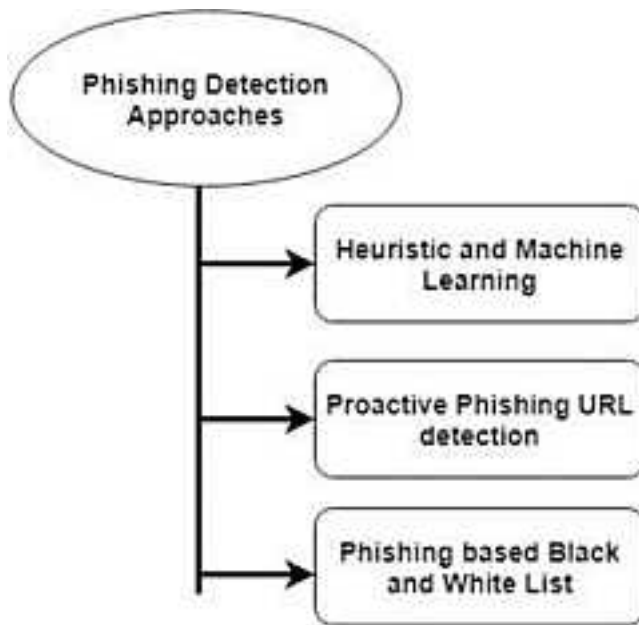 Phishing Detection
Approaches
Heuristic and Machine
Learning
Proactive Phishing URL
detection
Phishing based Black
and White List